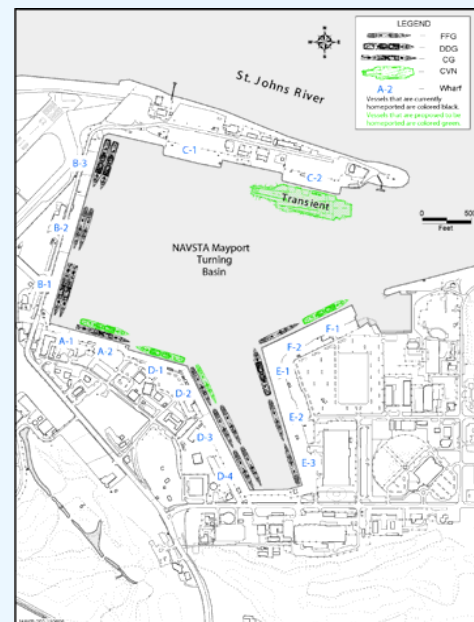 LEGEND
FFG
DDG
CG
CVN
A-2 Wharf
Vessels that are currently
homeported are colored black.
Vessels that are proposed to be
homeported are colored green.
St. Johns River
C-1
C-2
B-3
Transient
B-2
0 500
Feet
NAVSTA Mayport
Turning
Basin
B-1
F-1
A-1
F-2
A-2
D-1
E-1
D-2
E-2
D-3
E-3
D-4